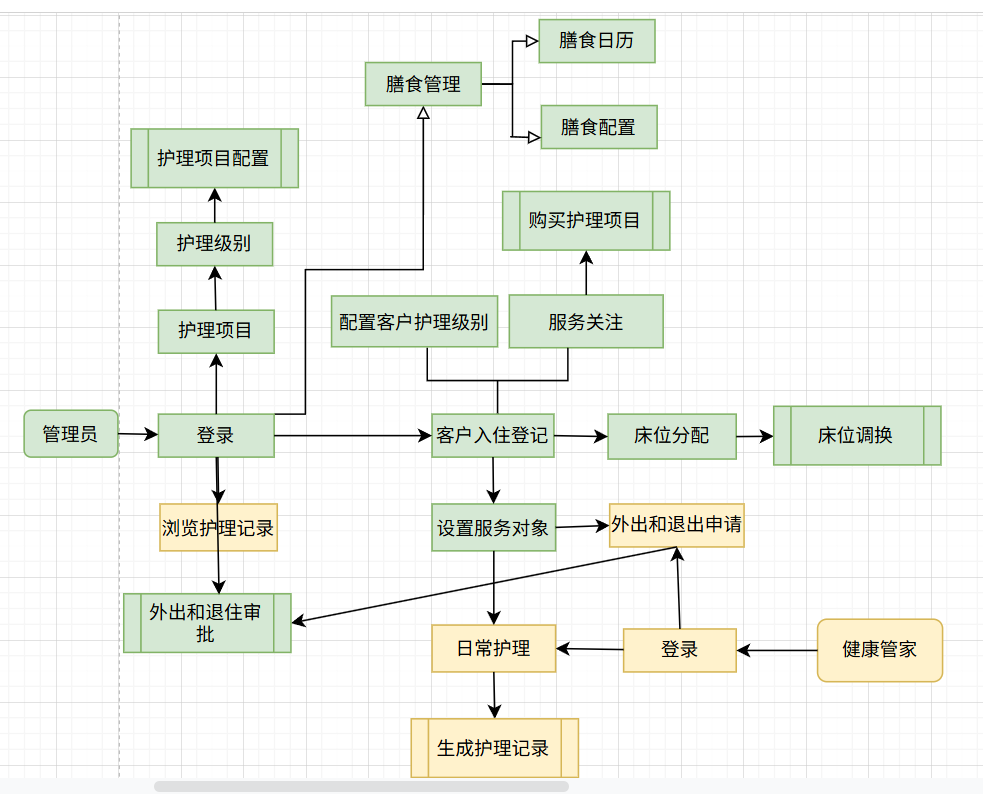 膳食日历
膳食管理
膳食配置
护理项目配置
购买护理项目
护理级别
护理项目
配置客户护理级别
服务关注
管理员
登录
客户入住登记
床位分配
床位调换
浏览护理记录
设置服务对象
外出和退出申请
外出和退住审
批
日常护理
登录
健康管家
生成护理记录